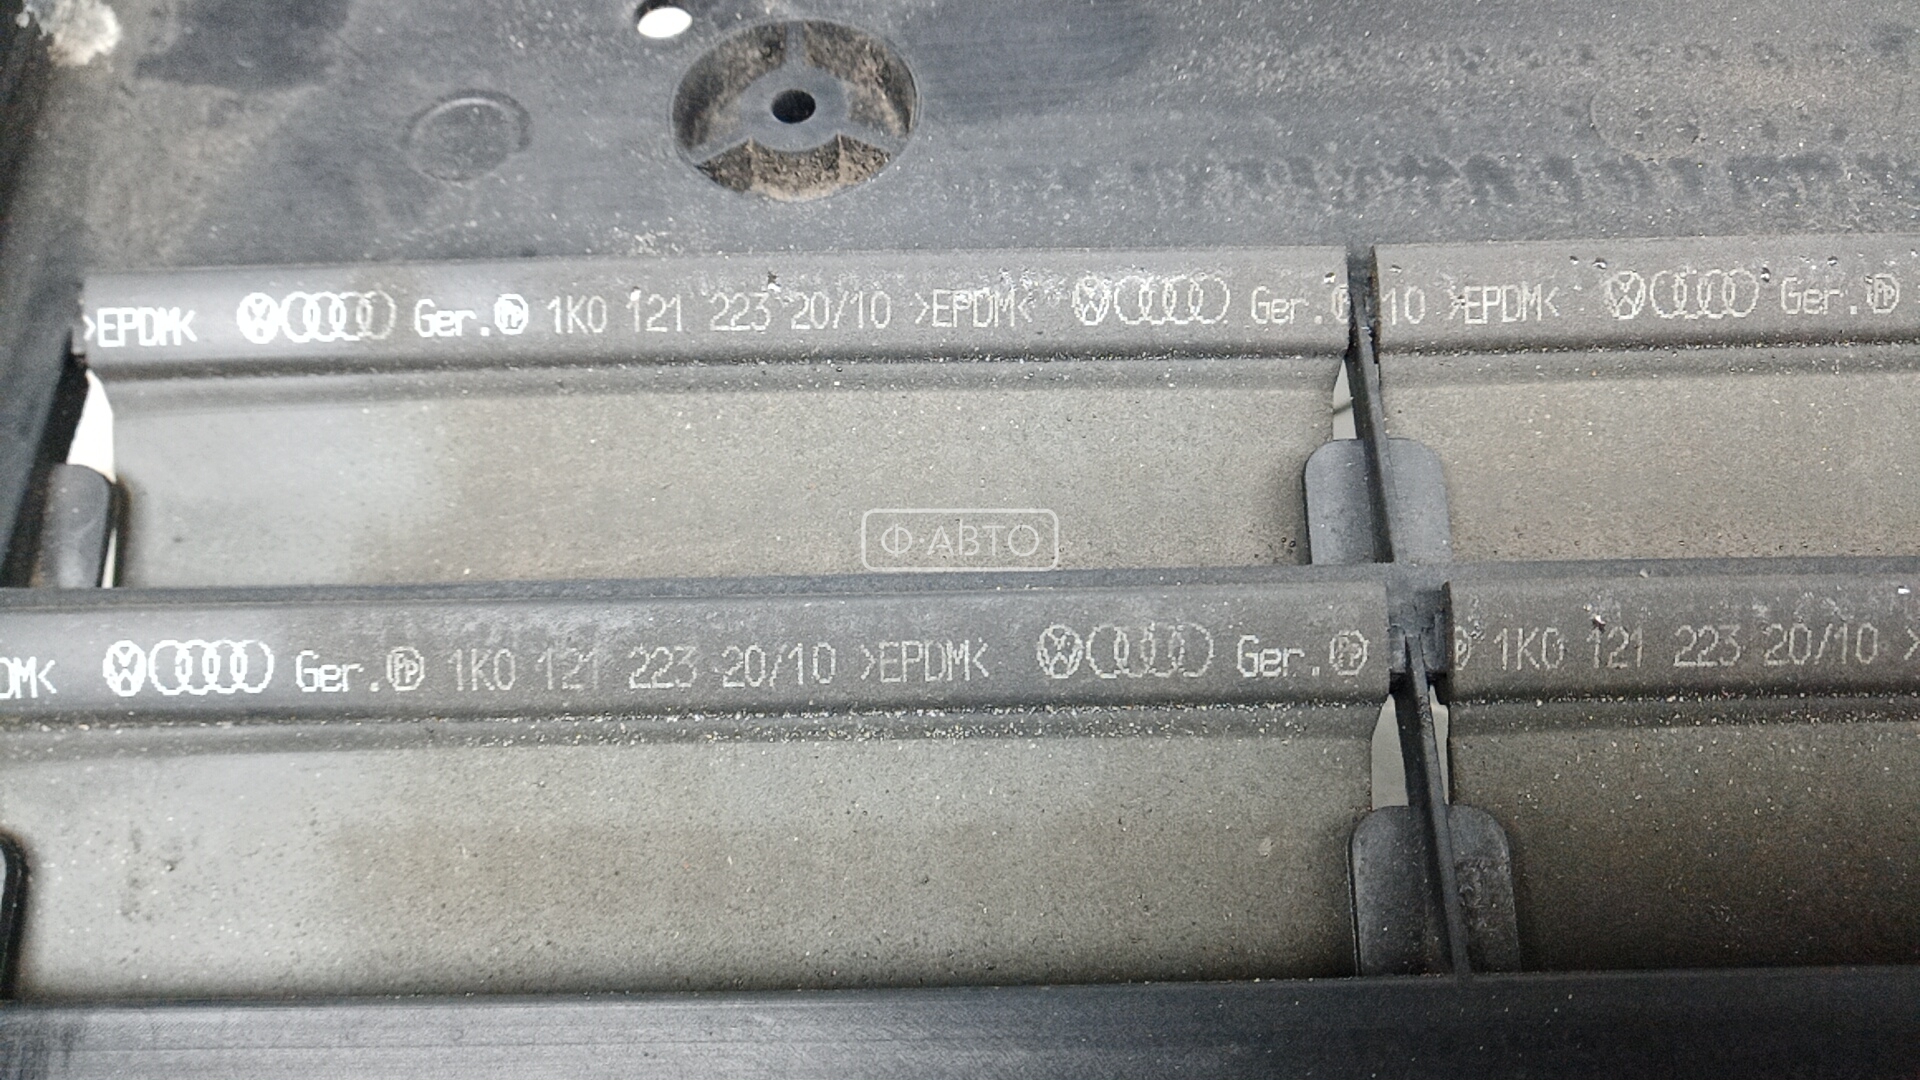 >EPDM< Ger. 1K0 121 223 20/10 >EPDM< Ger. 10 >EPDM< Ger.
Ф·АВТО
DM< Ger. 1K0 121 223 20/10 >EPDM< Ger. 1K0 121 223 20/10 >